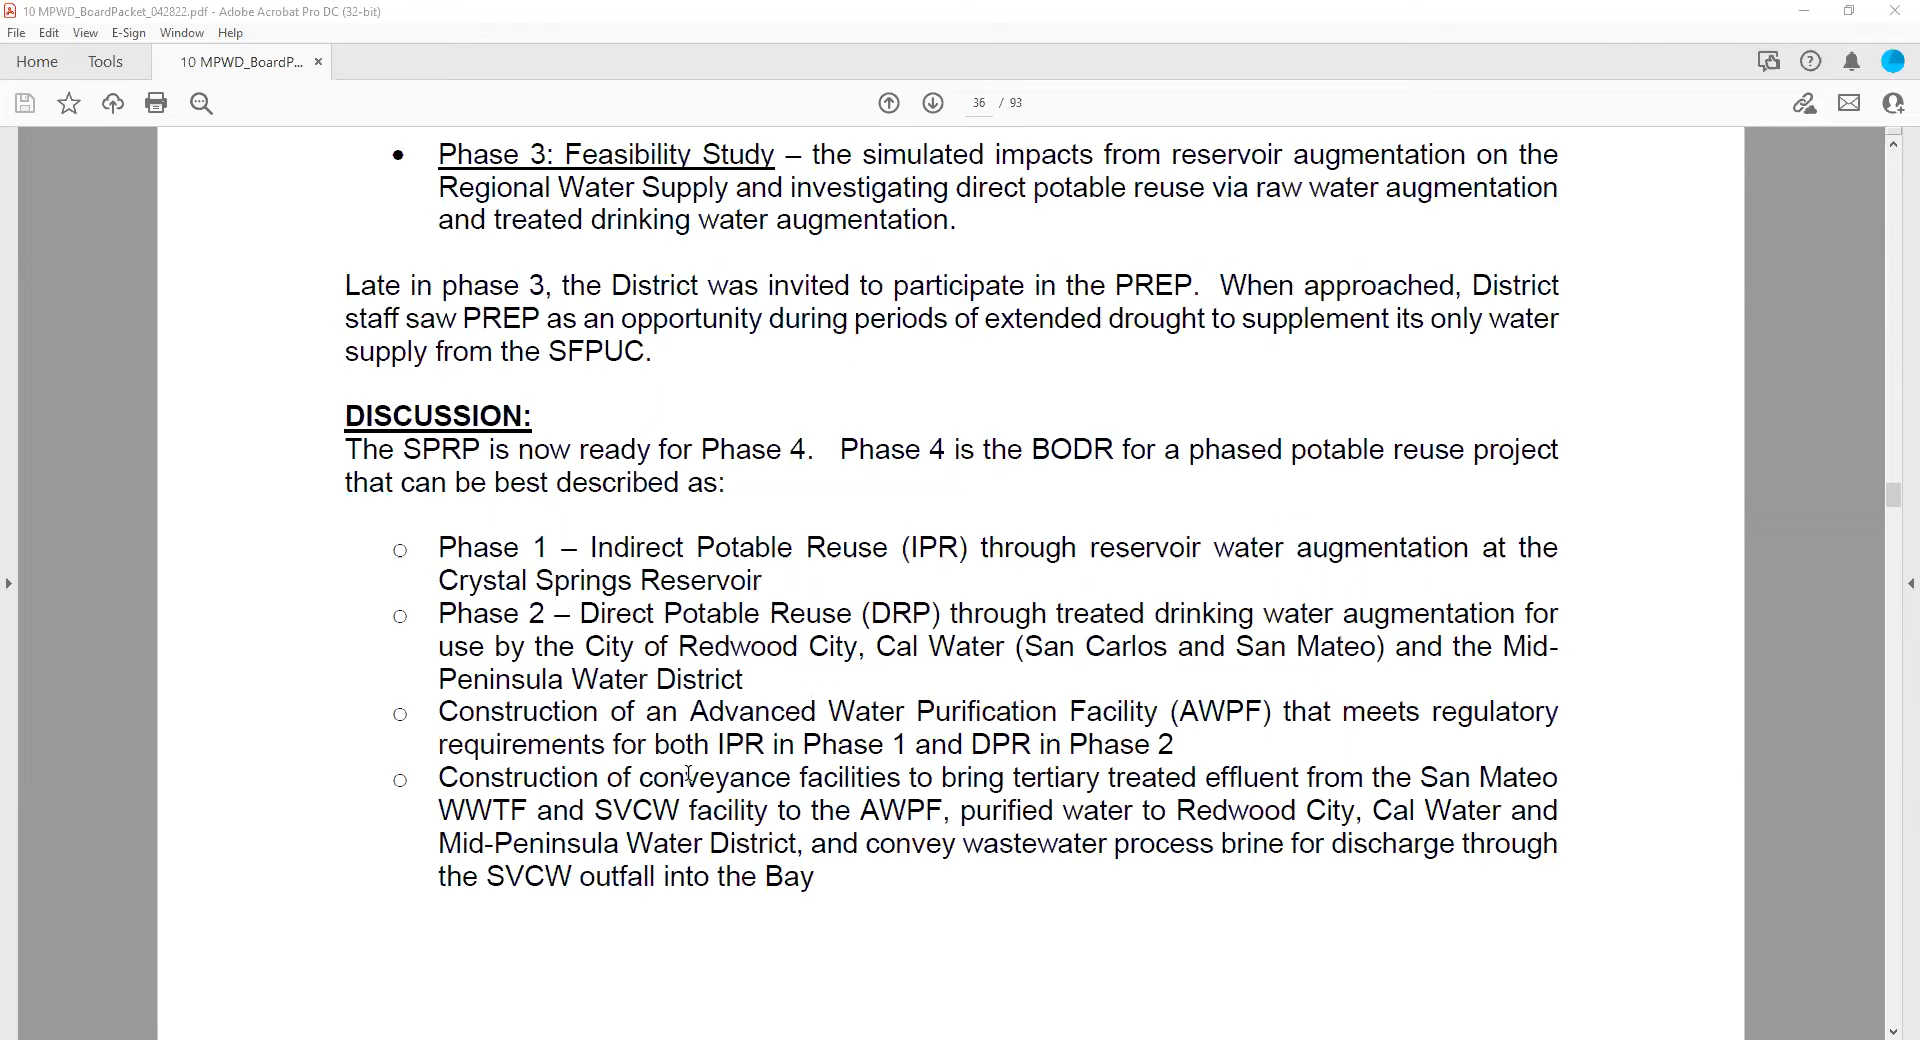 10 MPWD_BoardPacket_042822.pdf - Adobe Acrobat Pro DC (32-bit)
File Edit View E-Sign Window Help
Home Tools 10 MPWD_BoardP... ×
36 / 93
• Phase 3: Feasibility Study – the simulated impacts from reservoir augmentation on the
Regional Water Supply and investigating direct potable reuse via raw water augmentation
and treated drinking water augmentation.
Late in phase 3, the District was invited to participate in the PREP. When approached, District
staff saw PREP as an opportunity during periods of extended drought to supplement its only water
supply from the SFPUC.
DISCUSSION:
The SPRP is now ready for Phase 4. Phase 4 is the BODR for a phased potable reuse project
that can be best described as:
○ Phase 1 – Indirect Potable Reuse (IPR) through reservoir water augmentation at the
Crystal Springs Reservoir
○ Phase 2 – Direct Potable Reuse (DRP) through treated drinking water augmentation for
use by the City of Redwood City, Cal Water (San Carlos and San Mateo) and the Mid-
Peninsula Water District
○ Construction of an Advanced Water Purification Facility (AWPF) that meets regulatory
requirements for both IPR in Phase 1 and DPR in Phase 2
○ Construction of conveyance facilities to bring tertiary treated effluent from the San Mateo
WWTF and SVCW facility to the AWPF, purified water to Redwood City, Cal Water and
Mid-Peninsula Water District, and convey wastewater process brine for discharge through
the SVCW outfall into the Bay